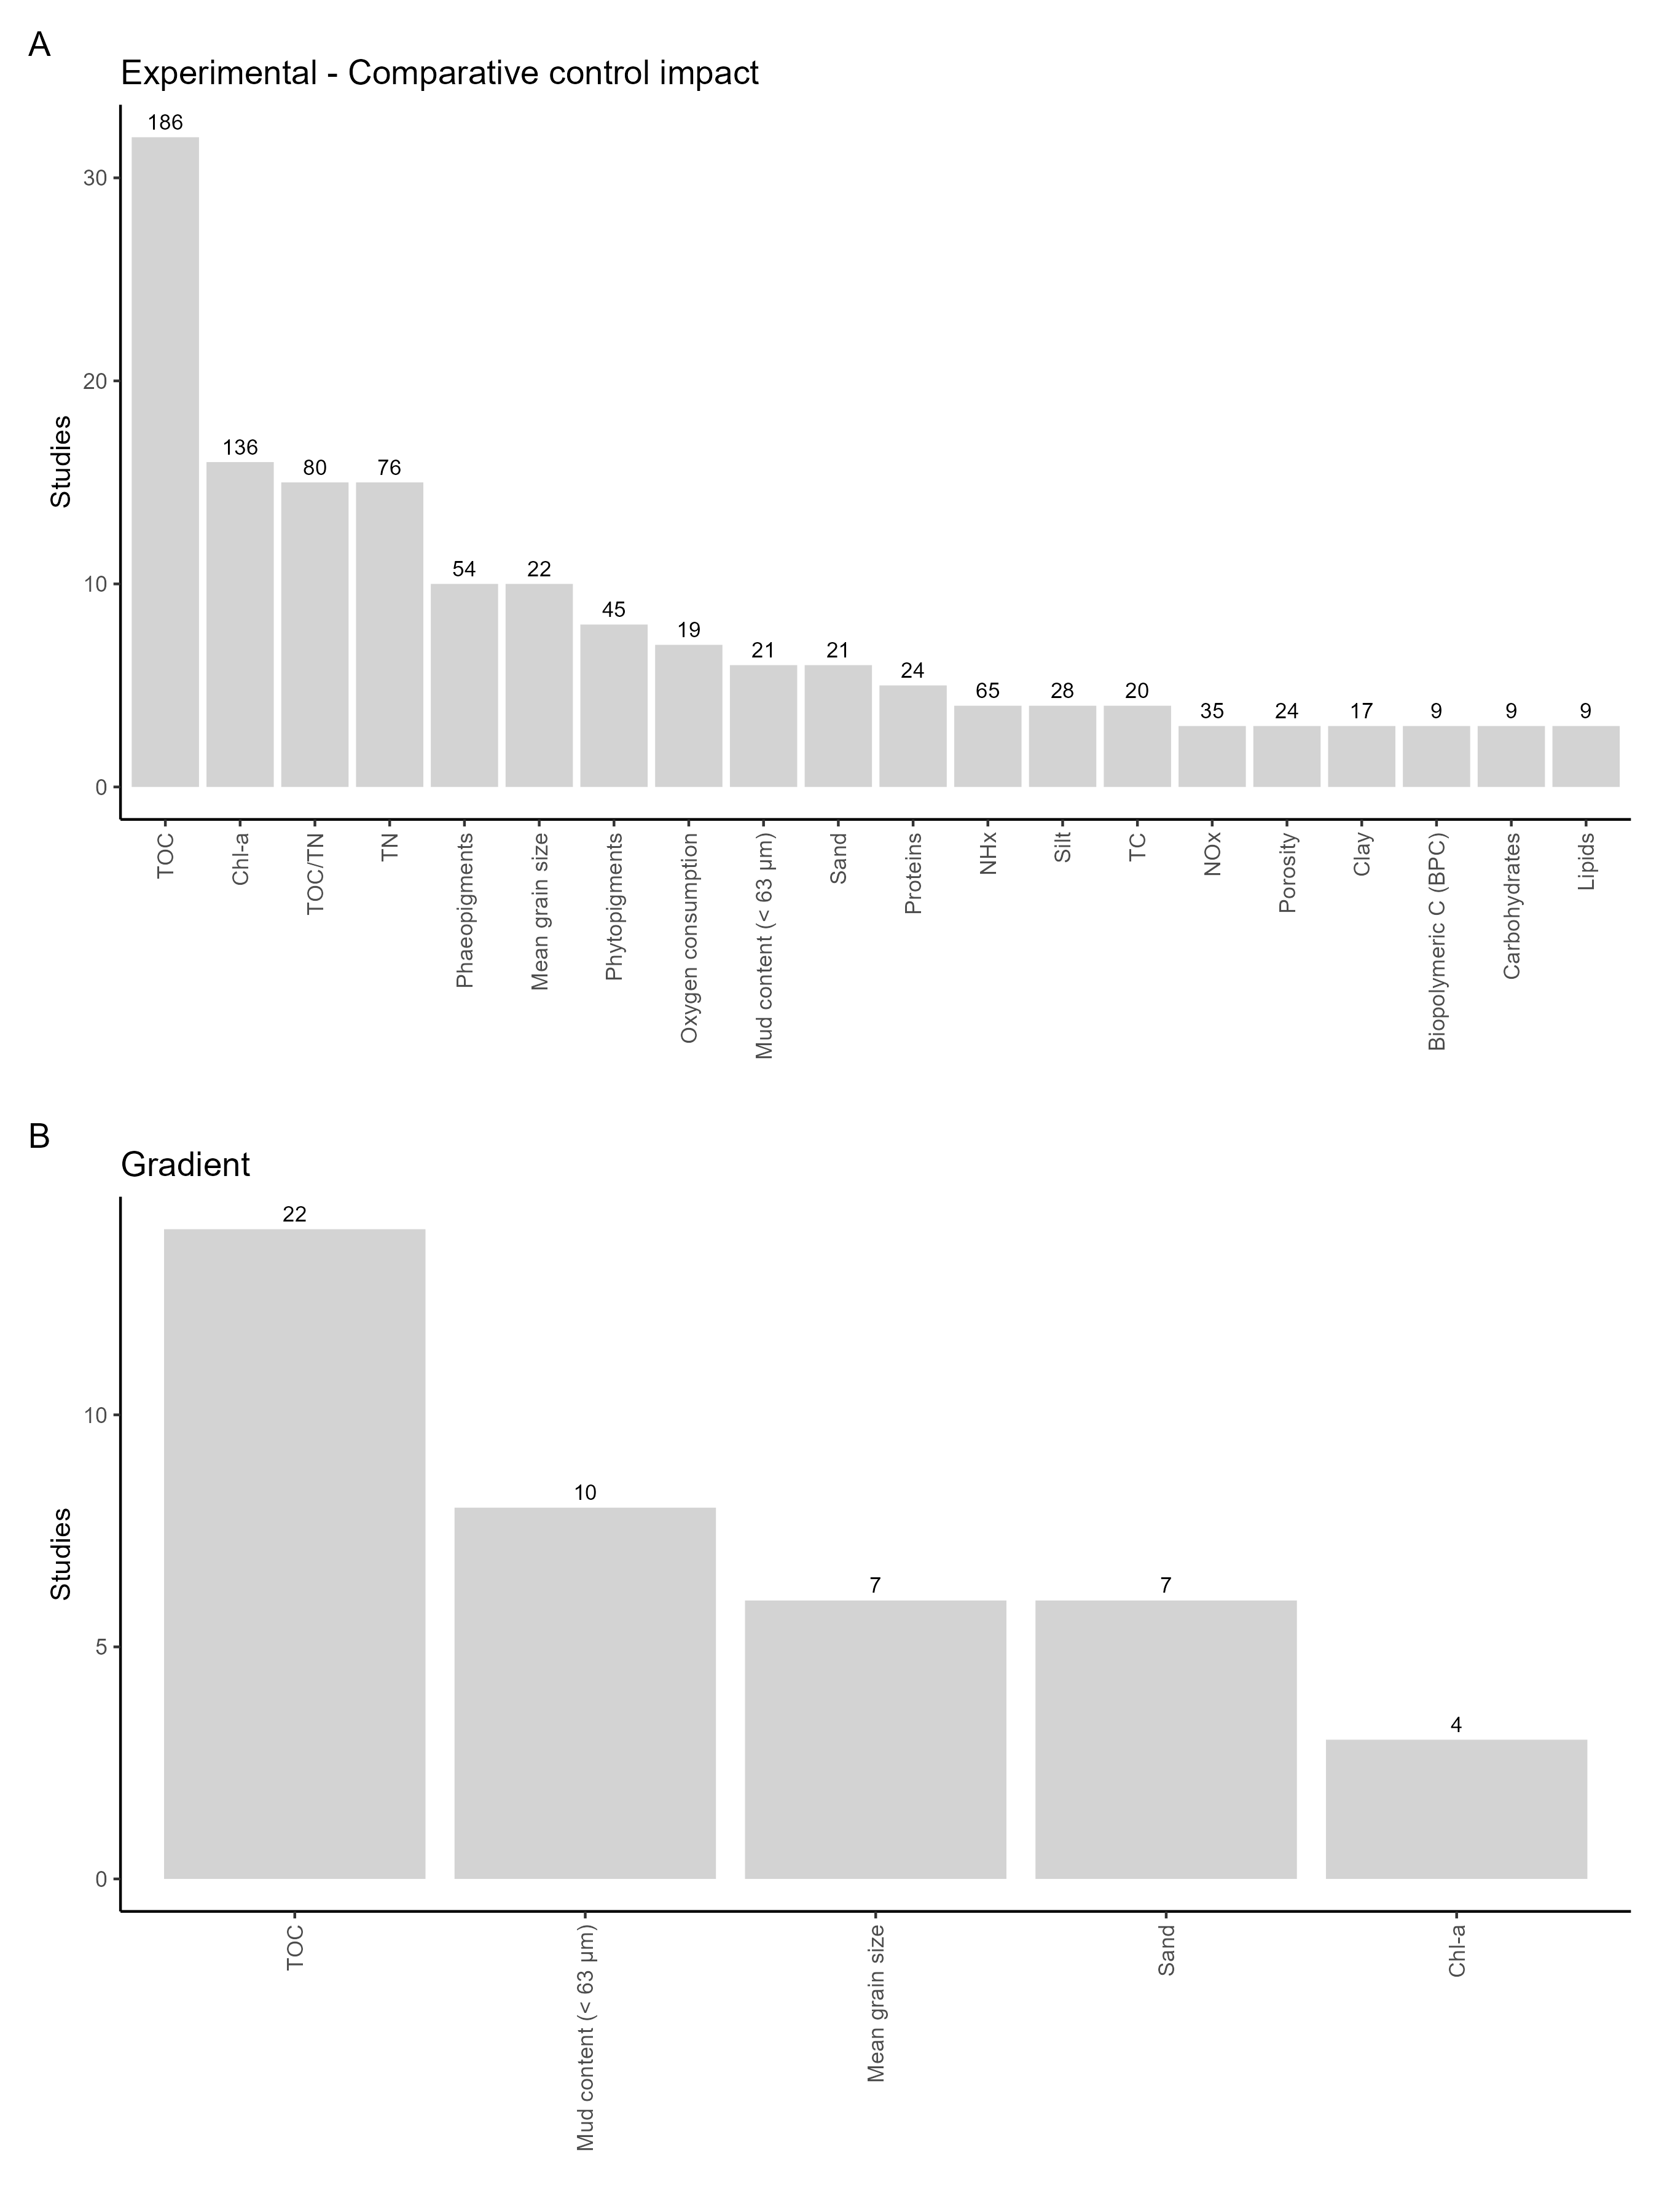 A
Experimental - Comparative control impact
Studies
30
20
10
0
186
136
80
76
54
22
45
19
21
21
24
65
28
20
35
24
17
9
9
9
TOC
Chl-a
TOC/TN
TN
Phaeopigments
Mean grain size
Phytopigments
Oxygen consumption
Mud content (< 63 µm)
Sand
Proteins
NHx
Silt
TC
NOx
Porosity
Clay
Biopolymeric C (BPC)
Carbohydrates
Lipids
B
Gradient
Studies
10
5
0
22
10
7
7
4
TOC
Mud content (< 63 µm)
Mean grain size
Sand
Chl-a